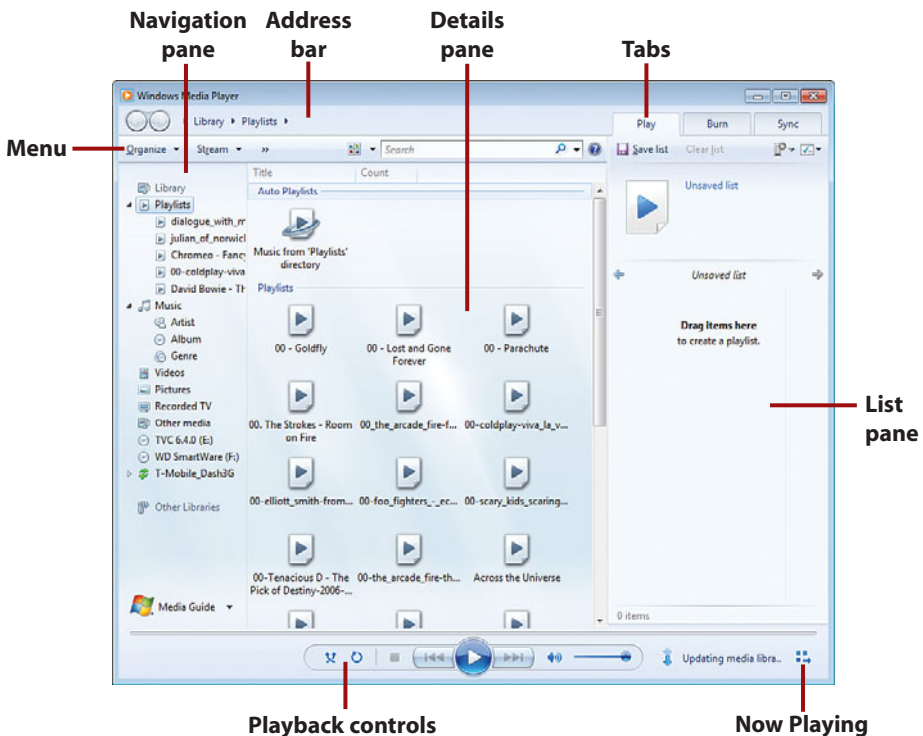 Navigation pane
Address bar
Details pane
Tabs
Menu
List pane
Playback controls
Now Playing
Windows Media Player
Library
Playlists
Play
Burn
Sync
Organize
Stream
»
Search
Save list
Clear list
Title
Count
Library
Playlists
dialogue_with_m
julian_of_norwicl
Chromeo - Fancy
00-coldplay-viva
David Bowie - Th
Music
Artist
Album
Genre
Videos
Pictures
Recorded TV
Other media
TVC 6.4.0 (E:)
WD SmartWare (F:)
T-Mobile_Dash3G
Other Libraries
Media Guide
Auto Playlists
Music from 'Playlists'
directory
Playlists
00 - Goldfly
00 - Lost and Gone
Forever
00 - Parachute
00. The Strokes - Room
on Fire
00_the_arcade_fire-f...
00-coldplay-viva_la_v...
00-elliott_smith-from...
00-foo_fighters_-_ec...
00-scary_kids_scaring...
00-Tenacious D - The
Pick of Destiny-2006-...
00-the_arcade_fire-th...
Across the Universe
Unsaved list
Unsaved list
Drag items here
to create a playlist.
0 items
Updating media libra...